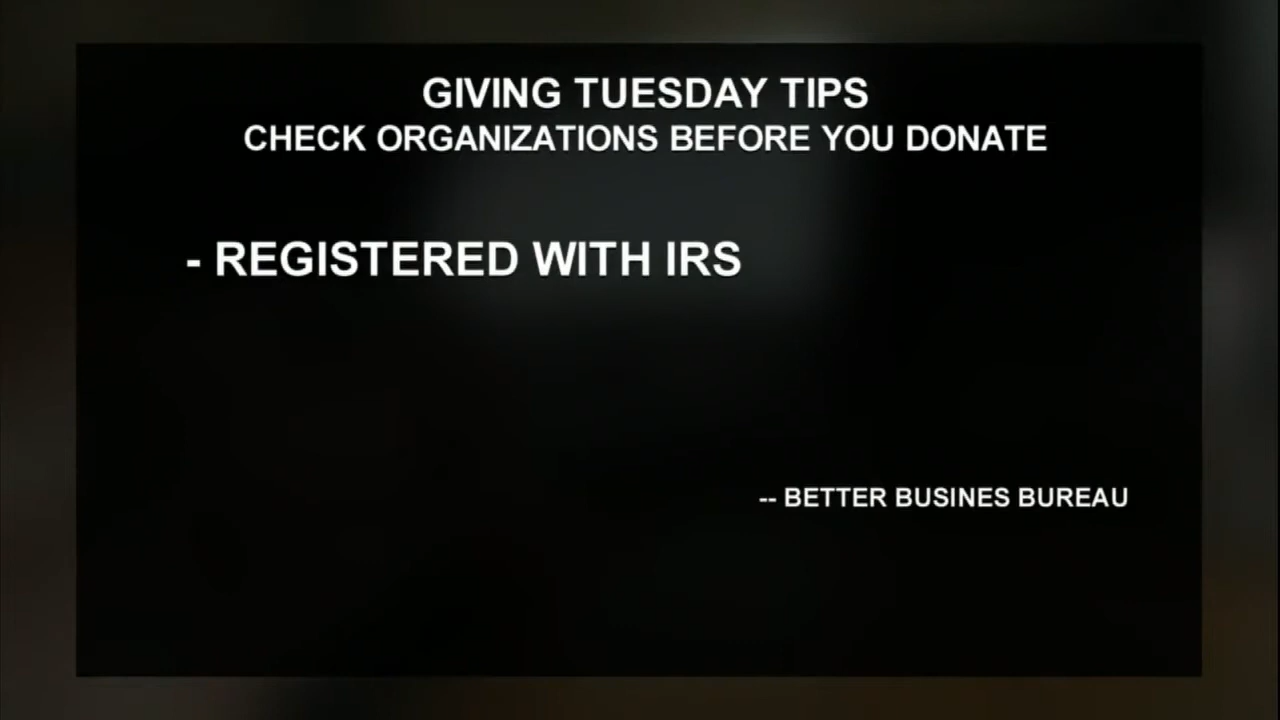 GIVING TUESDAY TIPS
CHECK ORGANIZATIONS BEFORE YOU DONATE
- REGISTERED WITH IRS
-- BETTER BUSINES BUREAU